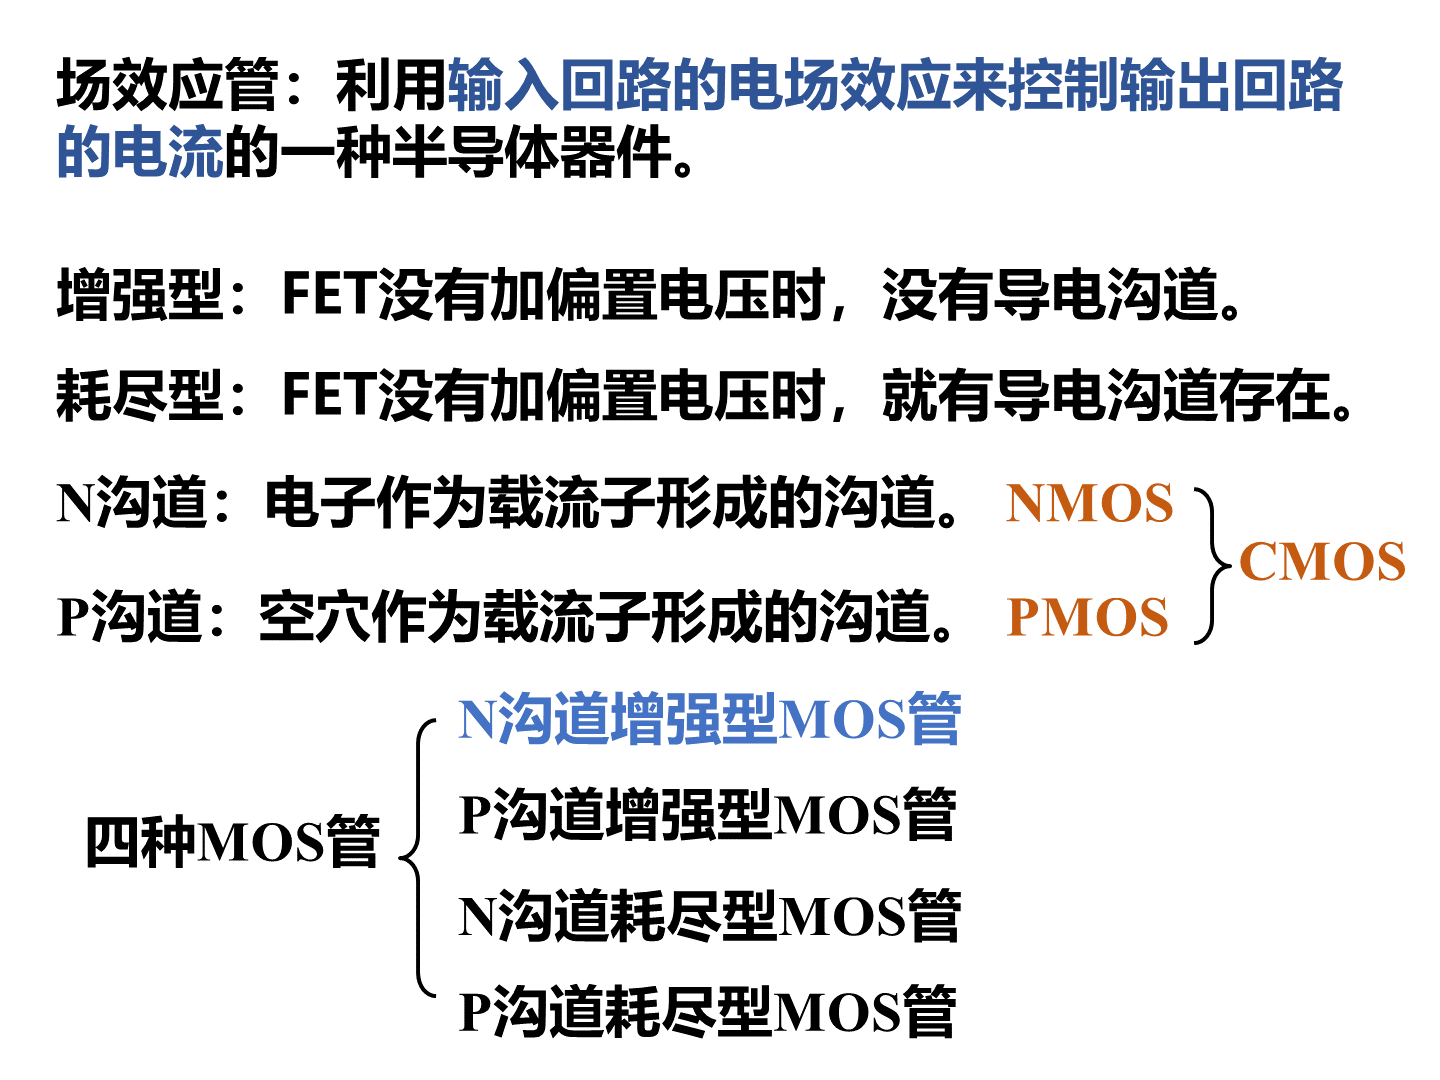 场效应管：利用输入回路的电场效应来控制输出回路
的电流的一种半导体器件。
增强型：FET没有加偏置电压时，没有导电沟道。
耗尽型：FET没有加偏置电压时，就有导电沟道存在。
N沟道：电子作为载流子形成的沟道。 NMOS
CMOS
P沟道：空穴作为载流子形成的沟道。 PMOS
N沟道增强型MOS管
P沟道增强型MOS管
四种MOS管
N沟道耗尽型MOS管
P沟道耗尽型MOS管